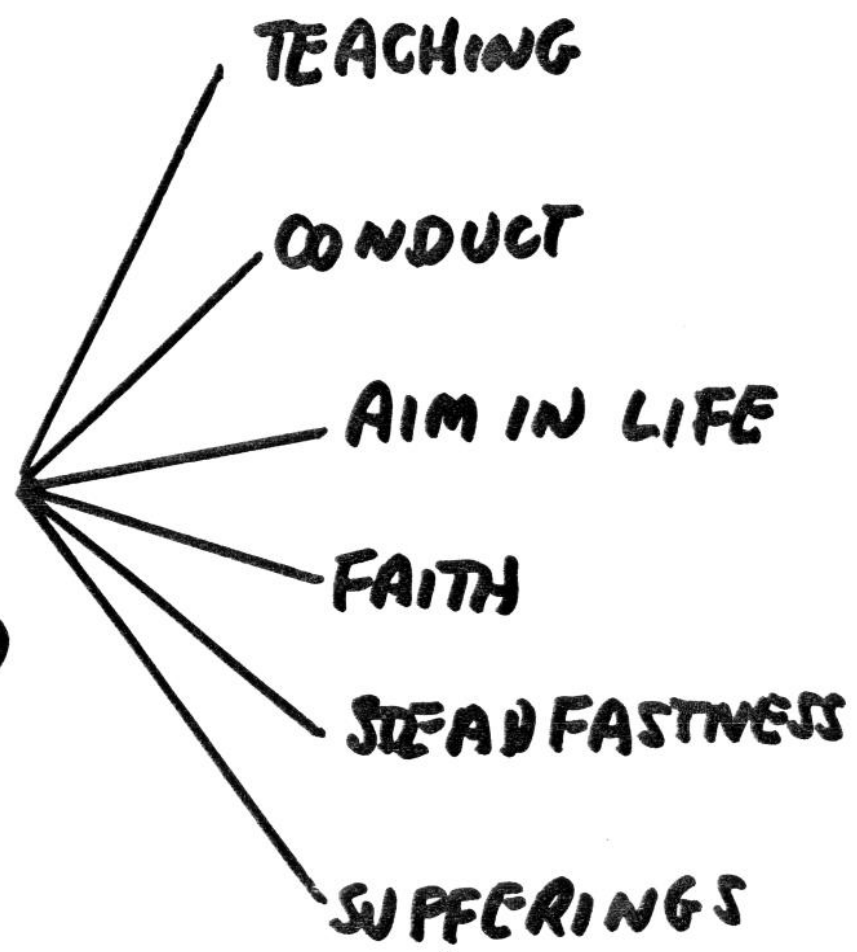 TEACHING
CONDUCT
AIM IN LIFE
FAITH
STEADFASTNESS
SUFFERINGS